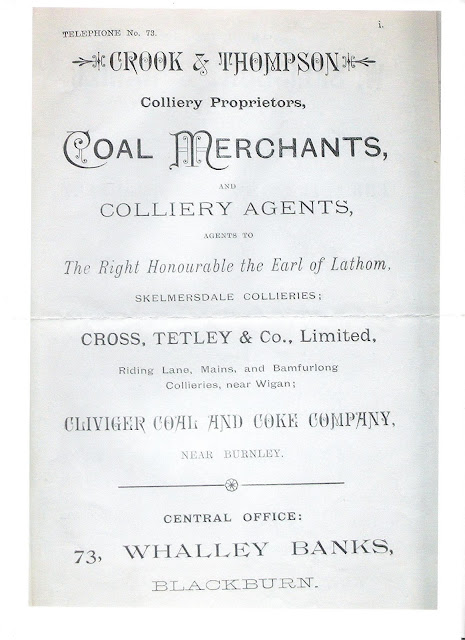 TELEPHONE No. 73.
i.
CROOK & THOMPSON
Colliery Proprietors,
COAL MERCHANTS,
AND
COLLIERY AGENTS,
AGENTS TO
The Right Honourable the Earl of Lathom,
SKELMERSDALE COLLIERIES;
CROSS, TETLEY & Co., Limited,
Riding Lane, Mains, and Bamfurlong
Collieries, near Wigan;
CLIVIGER COAL AND COKE COMPANY,
NEAR BURNLEY.
CENTRAL OFFICE:
73, WHALLEY BANKS,
BLACKBURN.